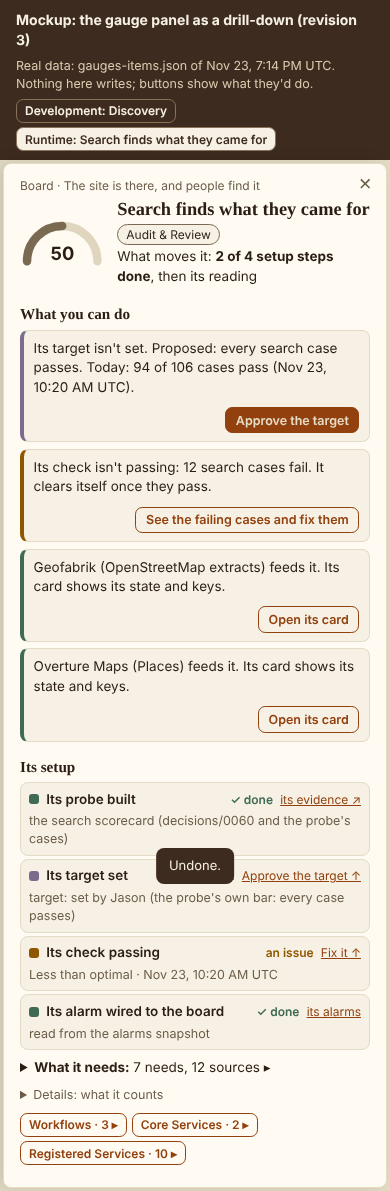 Mockup: the gauge panel as a drill-down (revision
3)
Real data: gauges-items.json of Nov 23, 7:14 PM UTC.
Nothing here writes; buttons show what they'd do.
Development: Discovery
Runtime: Search finds what they came for
Board · The site is there, and people find it ✕
50
Search finds what they came for
Audit & Review
What moves it: 2 of 4 setup steps
done, then its reading
What you can do
Its target isn't set. Proposed: every search case
passes. Today: 94 of 106 cases pass (Nov 23,
10:20 AM UTC).
Approve the target
Its check isn't passing: 12 search cases fail. It
clears itself once they pass.
See the failing cases and fix them
Geofabrik (OpenStreetMap extracts) feeds it. Its
card shows its state and keys.
Open its card
Overture Maps (Places) feeds it. Its card shows its
state and keys.
Open its card
Its setup
Its probe built ✓ done its evidence ↗
the search scorecard (decisions/0060 and the probe's
cases)
Its target set Approve the target ↑
Undone.
target: set by Jason (the probe's own bar: every case
passes)
Its check passing an issue Fix it ↑
Less than optimal · Nov 23, 10:20 AM UTC
Its alarm wired to the board ✓ done its alarms
read from the alarms snapshot
▶ What it needs: 7 needs, 12 sources ▸
▶ Details: what it counts
Workflows · 3 ▸ Core Services · 2 ▸
Registered Services · 10 ▸